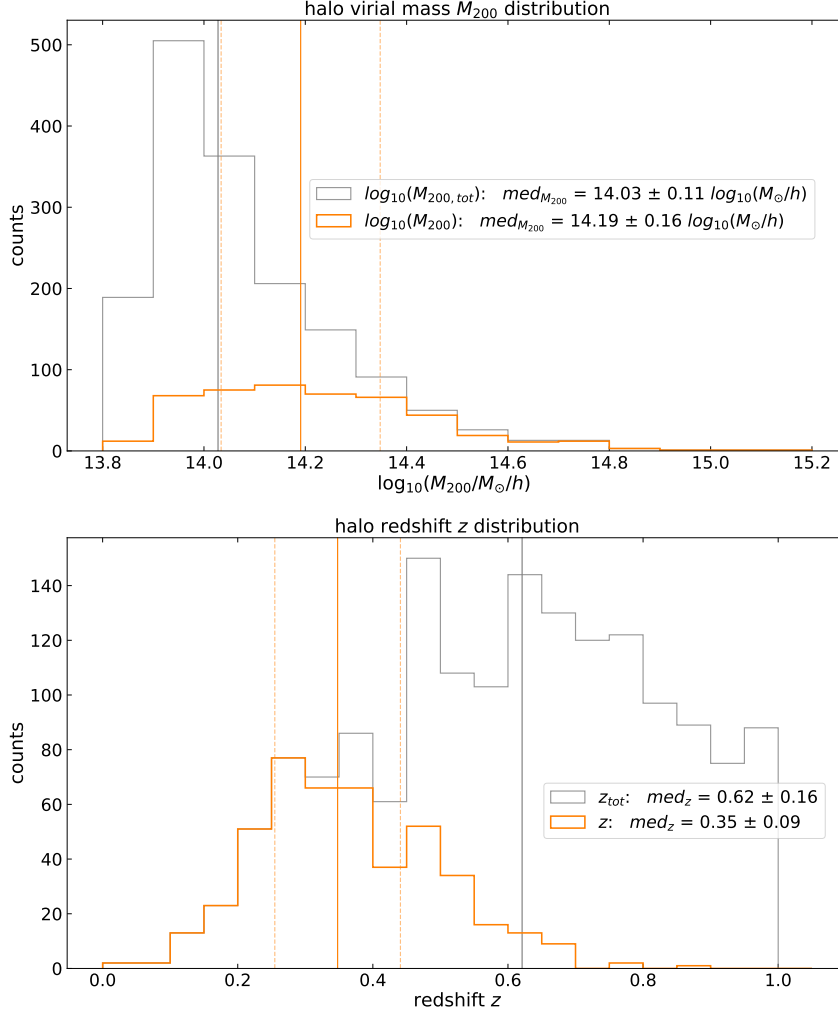 halo virial mass M₂₀₀ distribution
500
400
300
200
100
0
counts
log₁₀(M₂₀₀,ₜₒₜ):   med_M₂₀₀ = 14.03 ± 0.11 log₁₀(M⊙/h)
log₁₀(M₂₀₀):   med_M₂₀₀ = 14.19 ± 0.16 log₁₀(M⊙/h)
13.8 14.0 14.2 14.4 14.6 14.8 15.0 15.2
log₁₀(M₂₀₀/M⊙/h)
halo redshift z distribution
140
120
100
80
60
40
20
0
counts
zₜₒₜ:   med_z = 0.62 ± 0.16
z:   med_z = 0.35 ± 0.09
0.0 0.2 0.4 0.6 0.8 1.0
redshift z